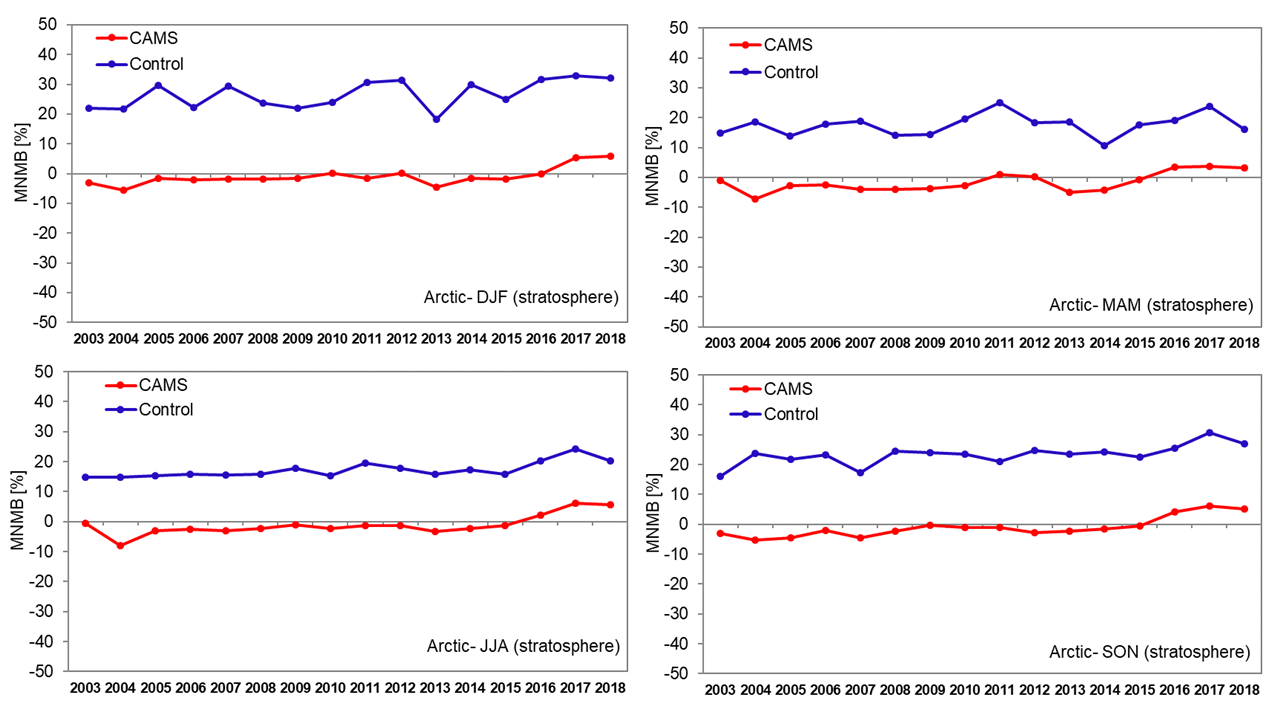 50
40
30
20
10
0
-10
-20
-30
-40
-50
MNMB [%]
CAMS
Control
Arctic- DJF (stratosphere)
2003 2004 2005 2006 2007 2008 2009 2010 2011 2012 2013 2014 2015 2016 2017 2018
50
40
30
20
10
0
-10
-20
-30
-40
-50
MNMB [%]
CAMS
Control
Arctic- MAM (stratosphere)
2003 2004 2005 2006 2007 2008 2009 2010 2011 2012 2013 2014 2015 2016 2017 2018
50
40
30
20
10
0
-10
-20
-30
-40
-50
MNMB [%]
CAMS
Control
Arctic- JJA (stratosphere)
2003 2004 2005 2006 2007 2008 2009 2010 2011 2012 2013 2014 2015 2016 2017 2018
50
40
30
20
10
0
-10
-20
-30
-40
-50
MNMB [%]
CAMS
Control
Arctic- SON (stratosphere)
2003 2004 2005 2006 2007 2008 2009 2010 2011 2012 2013 2014 2015 2016 2017 2018